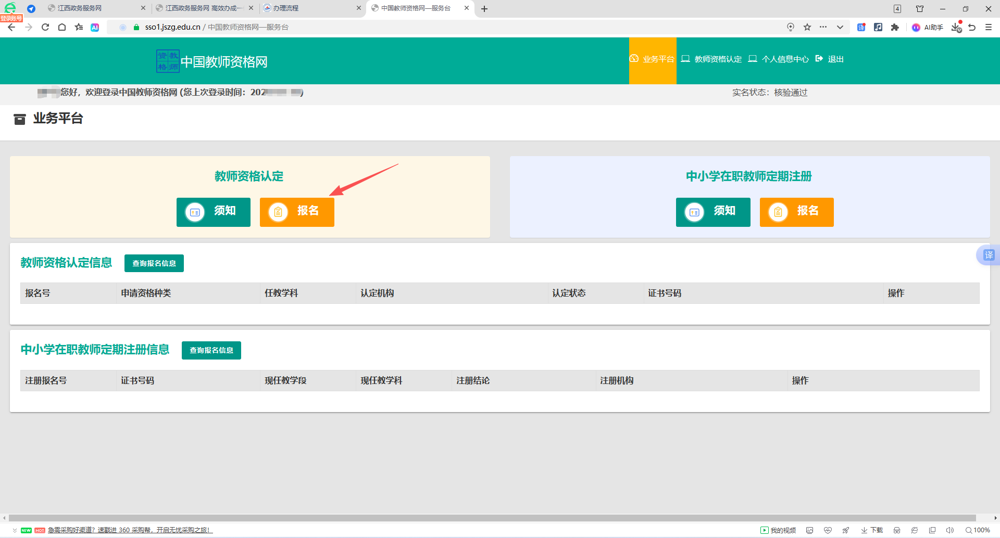 江西政务服务网
江西政务服务网 高效办成一
办理流程
中国教师资格网—服务台
4
登录账号
AI
sso1.jszg.edu.cn / 中国教师资格网—服务台
译
AI助手
资教
格师
中国教师资格网
业务平台
教师资格认定
个人信息中心
退出
您好，欢迎登录中国教师资格网 (您上次登录时间：202
)
实名状态：核验通过
业务平台
教师资格认定
须知
报名
中小学在职教师定期注册
须知
报名
译
教师资格认定信息
查询报名信息
报名号 申请资格种类 任教学科 认定机构 认定状态 证书号码 操作
中小学在职教师定期注册信息
查询报名信息
注册报名号 证书号码 现任教学段 现任教学科 注册结论 注册机构 操作
NEW HOT 急需采购好渠道？速戳进 360 采购帮，开启无忧采购之旅！
我的视频
下载
100%